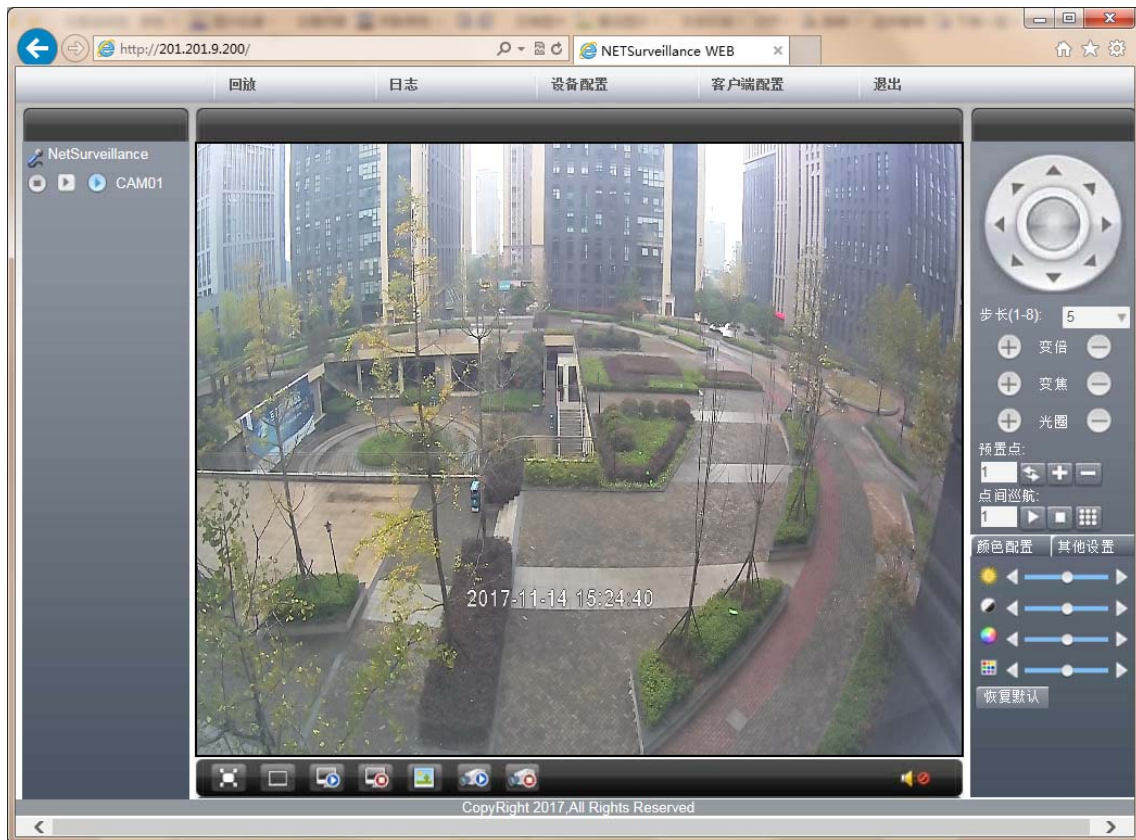 http://201.201.9.200/
NETSurveillance WEB
回放 日志 设备配置 客户端配置 退出
NetSurveillance
CAM01
2017-11-14 15:24:40
步长(1-8): 5
变倍
变焦
光圈
预置点:
1
点间巡航:
1
颜色配置 其他设置
恢复默认
CopyRight 2017,All Rights Reserved